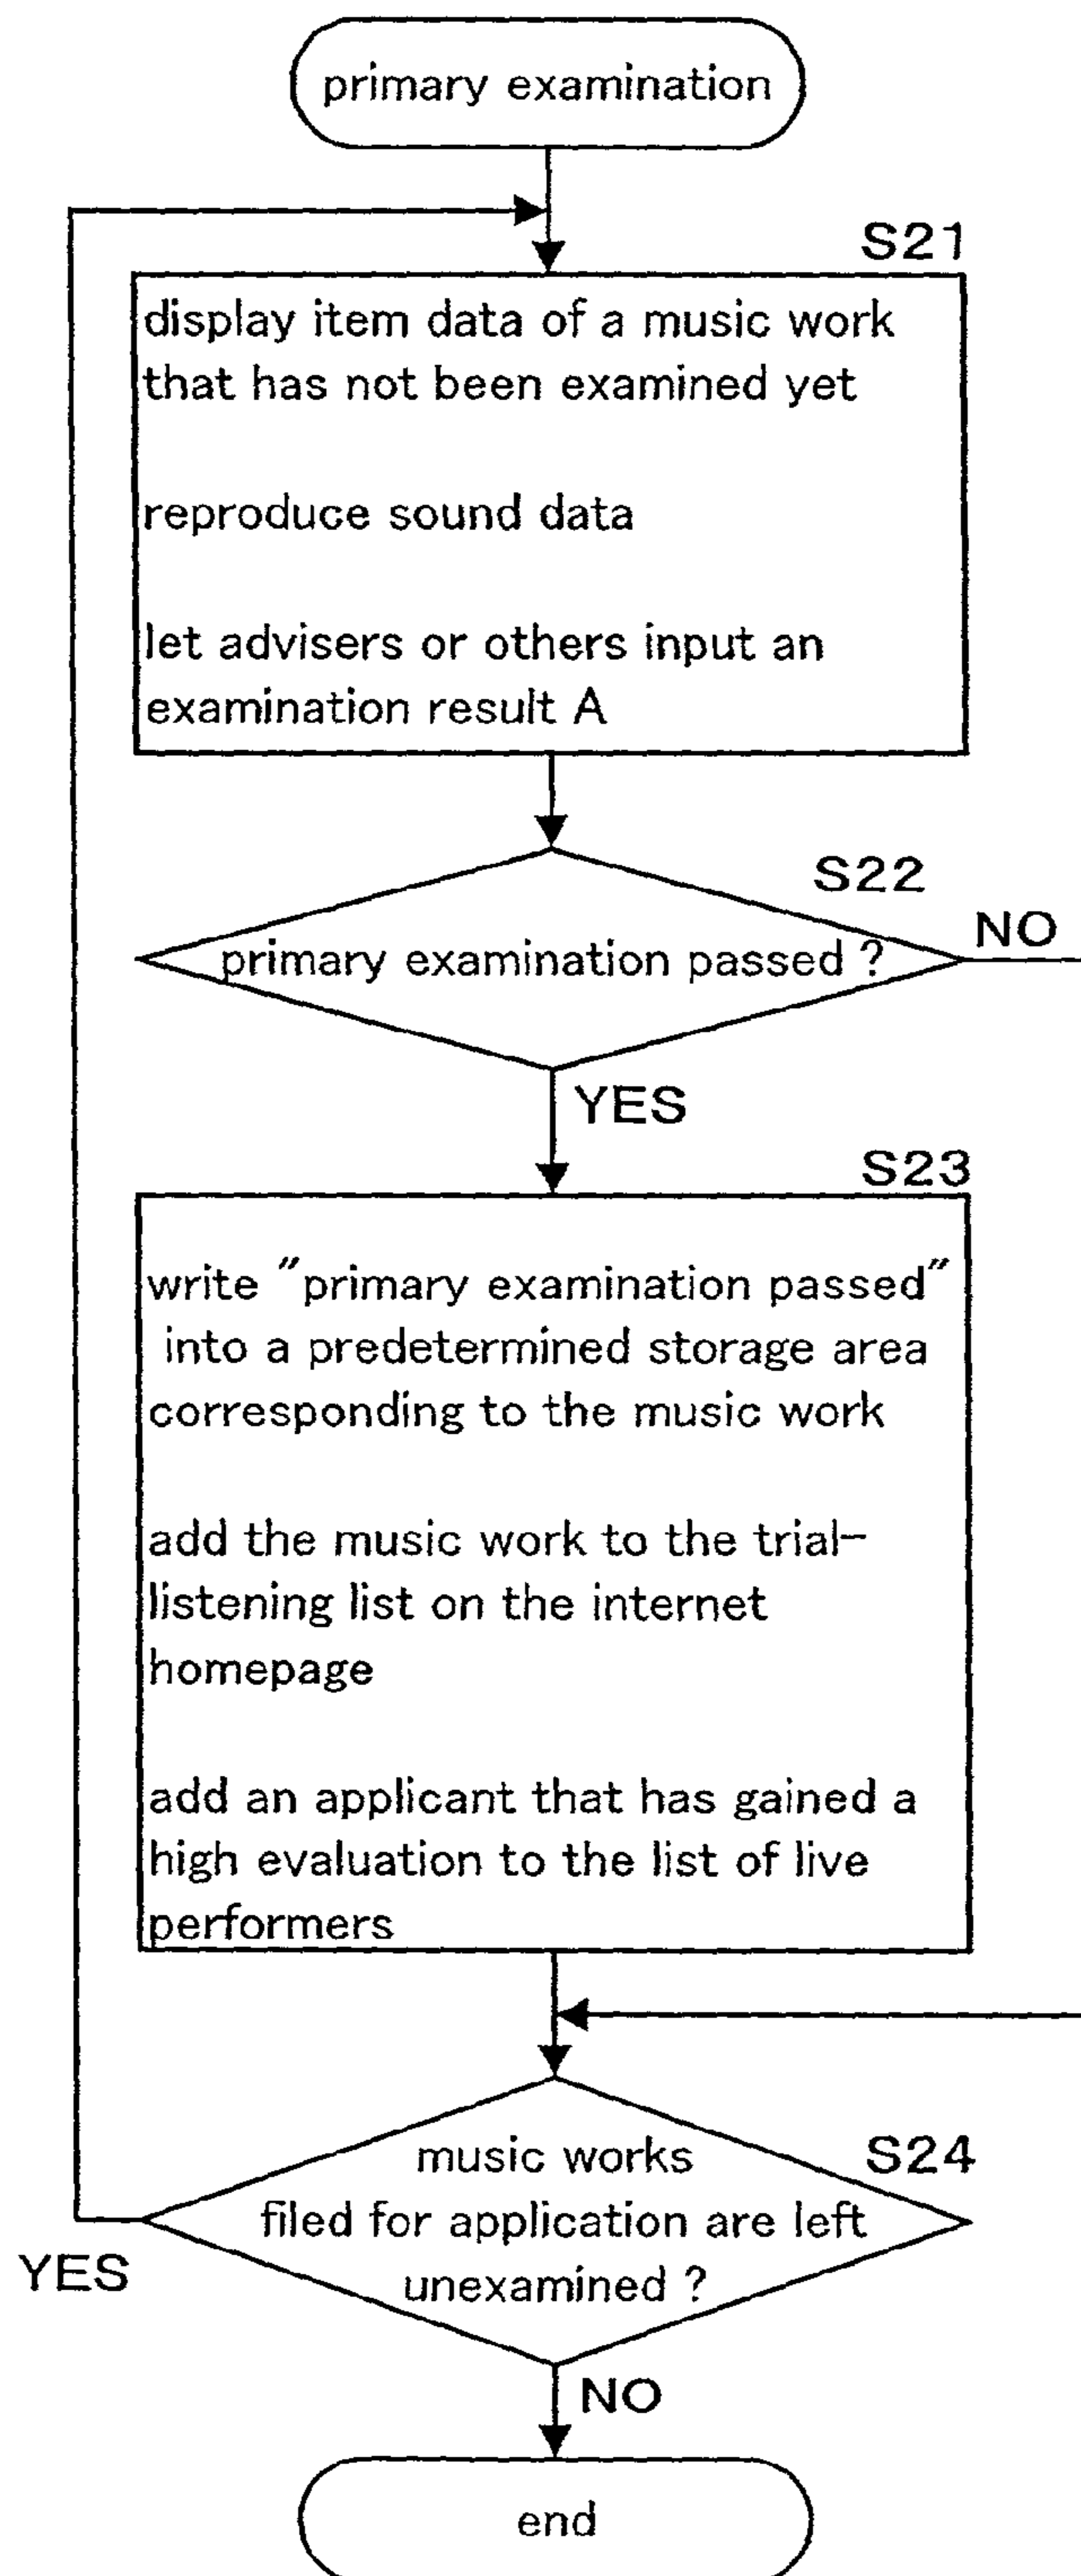 primary examination
S21
display item data of a music work
that has not been examined yet
reproduce sound data
let advisers or others input an
examination result A
S22
primary examination passed ?
NO
YES
S23
write "primary examination passed"
into a predetermined storage area
corresponding to the music work
add the music work to the trial-
listening list on the internet
homepage
add an applicant that has gained a
high evaluation to the list of live
performers
S24
music works
filed for application are left
unexamined ?
YES
NO
end